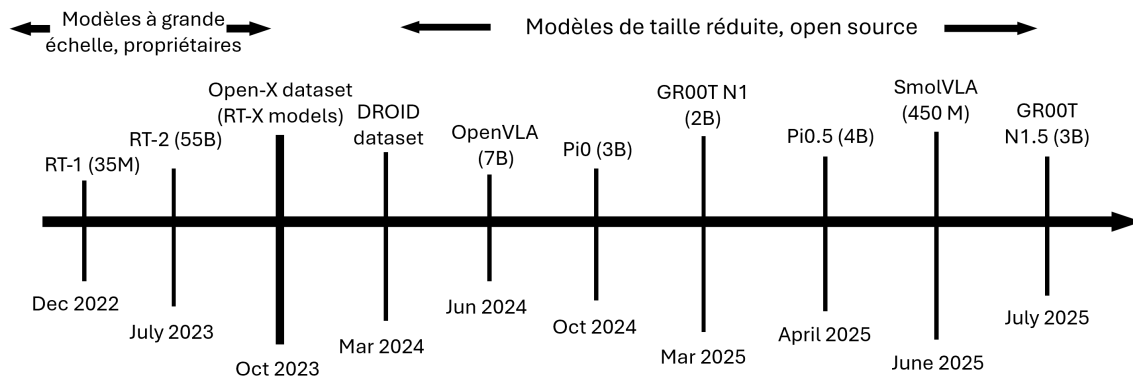 Modèles à grande
échelle, propriétaires
Modèles de taille réduite, open source
RT-1 (35M)
RT-2 (55B)
Open-X dataset
(RT-X models)
DROID
dataset
OpenVLA
(7B)
Pi0 (3B)
GR00T N1
(2B)
Pi0.5 (4B)
SmolVLA
(450 M)
GR00T
N1.5 (3B)
Dec 2022
July 2023
Oct 2023
Mar 2024
Jun 2024
Oct 2024
Mar 2025
April 2025
June 2025
July 2025